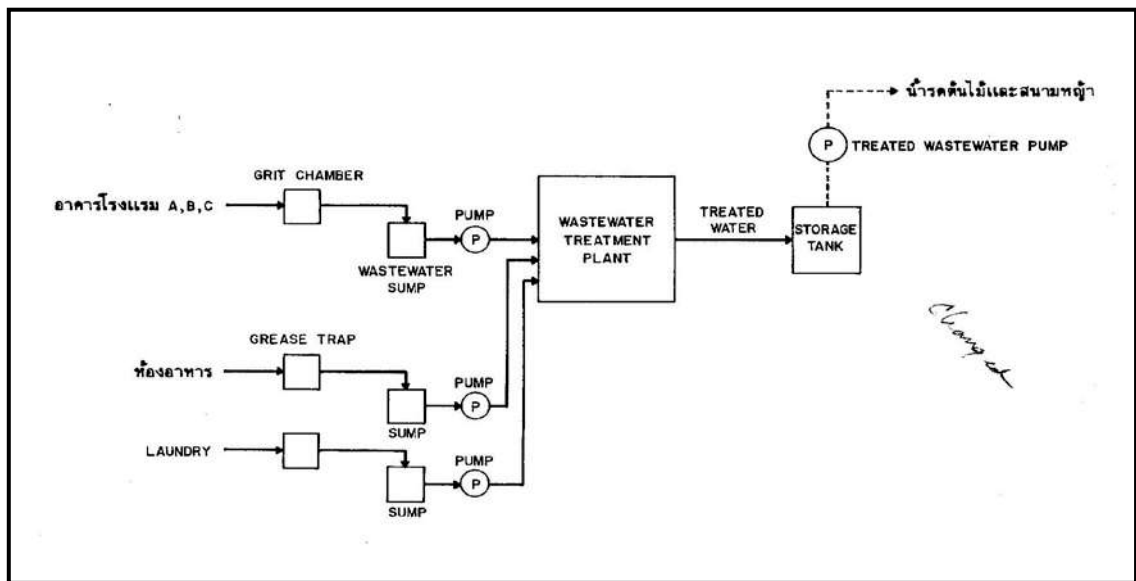 น้ำรดต้นไม้และสนามหญ้า
P
TREATED WASTEWATER PUMP
GRIT CHAMBER
อาคารโรงแรม A,B,C
PUMP
P
WASTEWATER
SUMP
WASTEWATER
TREATMENT
PLANT
TREATED
WATER
STORAGE
TANK
Changed
GREASE TRAP
ห้องอาหาร
PUMP
P
SUMP
LAUNDRY
PUMP
P
SUMP